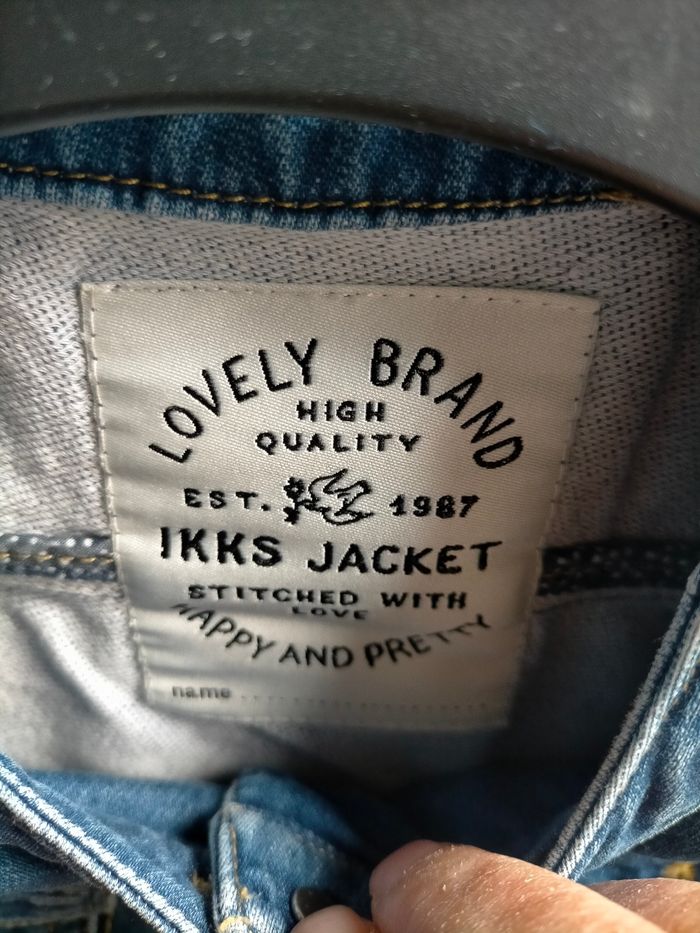 LOVELY BRAND
HIGH
QUALITY
EST. 1987
IKKS JACKET
STITCHED WITH
LOVE
HAPPY AND PRETTY
name